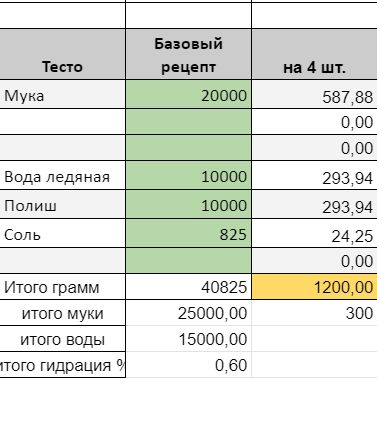 Тесто Базовый рецепт на 4 шт.
Мука 20000 587,88
0,00
0,00
Вода ледяная 10000 293,94
Полиш 10000 293,94
Соль 825 24,25
0,00
Итого грамм 40825 1200,00
итого муки 25000,00 300
итого воды 15000,00
итого гидрация % 0,60